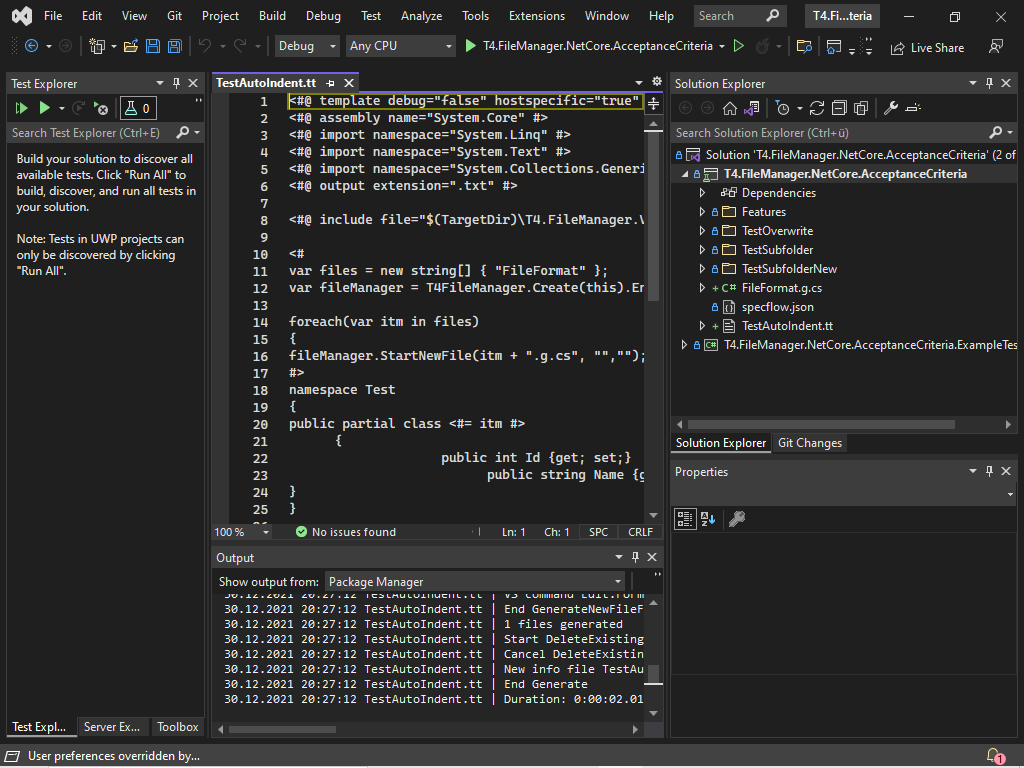 File Edit View Git Project Build Debug Test Analyze Tools Extensions Window Help Search T4.Fi...teria
Debug Any CPU T4.FileManager.NetCore.AcceptanceCriteria Live Share
Test Explorer
0
Search Test Explorer (Ctrl+E)
Build your solution to discover all
available tests. Click "Run All" to
build, discover, and run all tests in
your solution.
Note: Tests in UWP projects can
only be discovered by clicking
"Run All".
Test Expl... Server Ex... Toolbox
TestAutoIndent.tt
1 <#@ template debug="false" hostspecific="true"
2 <#@ assembly name="System.Core" #>
3 <#@ import namespace="System.Linq" #>
4 <#@ import namespace="System.Text" #>
5 <#@ import namespace="System.Collections.Generi
6 <#@ output extension=".txt" #>
7
8 <#@ include file="$(TargetDir)\T4.FileManager.V
9
10 <#
11 var files = new string[] { "FileFormat" };
12 var fileManager = T4FileManager.Create(this).En
13
14 foreach(var itm in files)
15 {
16 fileManager.StartNewFile(itm + ".g.cs", "","");
17 #>
18 namespace Test
19 {
20 public partial class <#= itm #>
21 {
22 public int Id {get; set;}
23 public string Name {g
24 }
25 }
100 % No issues found Ln: 1 Ch: 1 SPC CRLF
Output
Show output from: Package Manager
30.12.2021 20:27:12 TestAutoIndent.tt | VS Command Edit.Form
30.12.2021 20:27:12 TestAutoIndent.tt | End GenerateNewFileF
30.12.2021 20:27:12 TestAutoIndent.tt | 1 files generated
30.12.2021 20:27:12 TestAutoIndent.tt | Start DeleteExisting
30.12.2021 20:27:12 TestAutoIndent.tt | Cancel DeleteExistin
30.12.2021 20:27:12 TestAutoIndent.tt | New info file TestAu
30.12.2021 20:27:12 TestAutoIndent.tt | End Generate
30.12.2021 20:27:12 TestAutoIndent.tt | Duration: 0:00:02.01
Solution Explorer
Search Solution Explorer (Ctrl+ü)
Solution 'T4.FileManager.NetCore.AcceptanceCriteria' (2 of
T4.FileManager.NetCore.AcceptanceCriteria
Dependencies
Features
TestOverwrite
TestSubfolder
TestSubfolderNew
C# FileFormat.g.cs
specflow.json
TestAutoIndent.tt
C# T4.FileManager.NetCore.AcceptanceCriteria.ExampleTes
Solution Explorer Git Changes
Properties
User preferences overridden by... 1